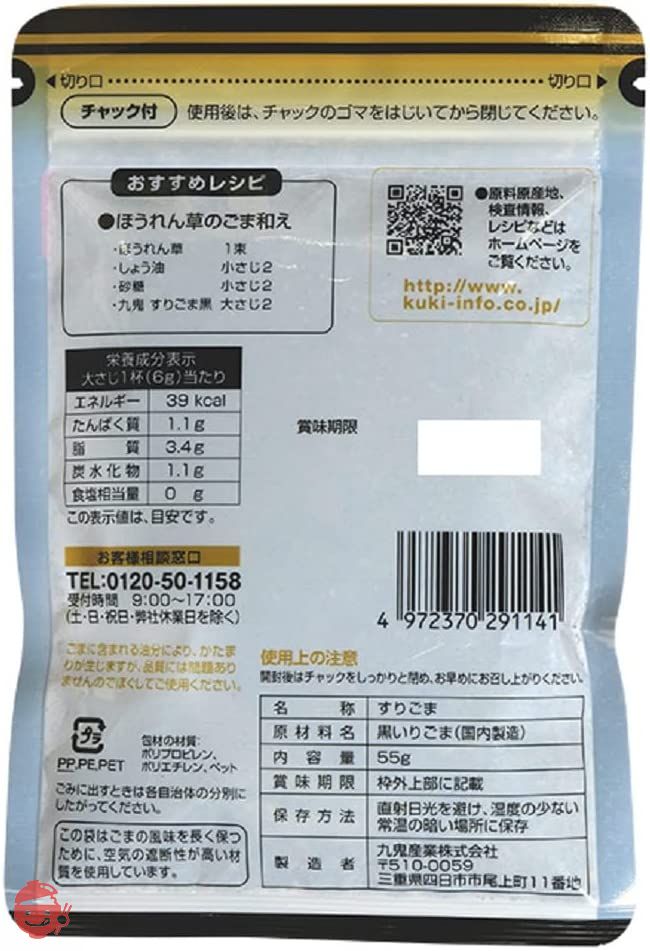 ◀切り口 切り口▶
チャック付 使用後は、チャックのゴマをはじいてから閉じてください。
おすすめレシピ
●ほうれん草のごま和え
・ほうれん草 1束
・しょう油 小さじ2
・砂糖 小さじ2
・九鬼 すりごま黒 大さじ2
●原料原産地、
検査情報、
レシピなどは
ホームページを
ご覧ください。
http://www.
kuki-info.co.jp/
栄養成分表示
大さじ1杯(6g)当たり
エネルギー 39 kcal
たんぱく質 1.1g
脂質 3.4g
炭水化物 1.1g
食塩相当量 0 g
この表示値は、目安です。
賞味期限
お客様相談窓口
TEL:0120-50-1158
受付時間 9:00〜17:00
(土・日・祝日・弊社休業日を除く)
ごまに含まれる油分により、かたま
りが生じますが、品質には問題あり
ませんのでほぐしてご使用ください。
4 972370 291141
使用上の注意
開封後はチャックをしっかりと閉め、お早めにお召し上がりください。
名称 すりごま
原材料名 黒いりごま(国内製造)
内容量 55g
賞味期限 枠外上部に記載
保存方法 直射日光を避け、湿度の少ない
常温の暗い場所に保存
製造者 九鬼産業株式会社
〒510-0059
三重県四日市市尾上町11番地
プラ
PP,PE,PET
包材の材質:
ポリプロピレン、
ポリエチレン、ペット
ごみに出すときは各自治体の分別に
したがってください。
この袋はごまの風味を長く保つ
ために、空気の遮断性が高い材
質を使用しています。